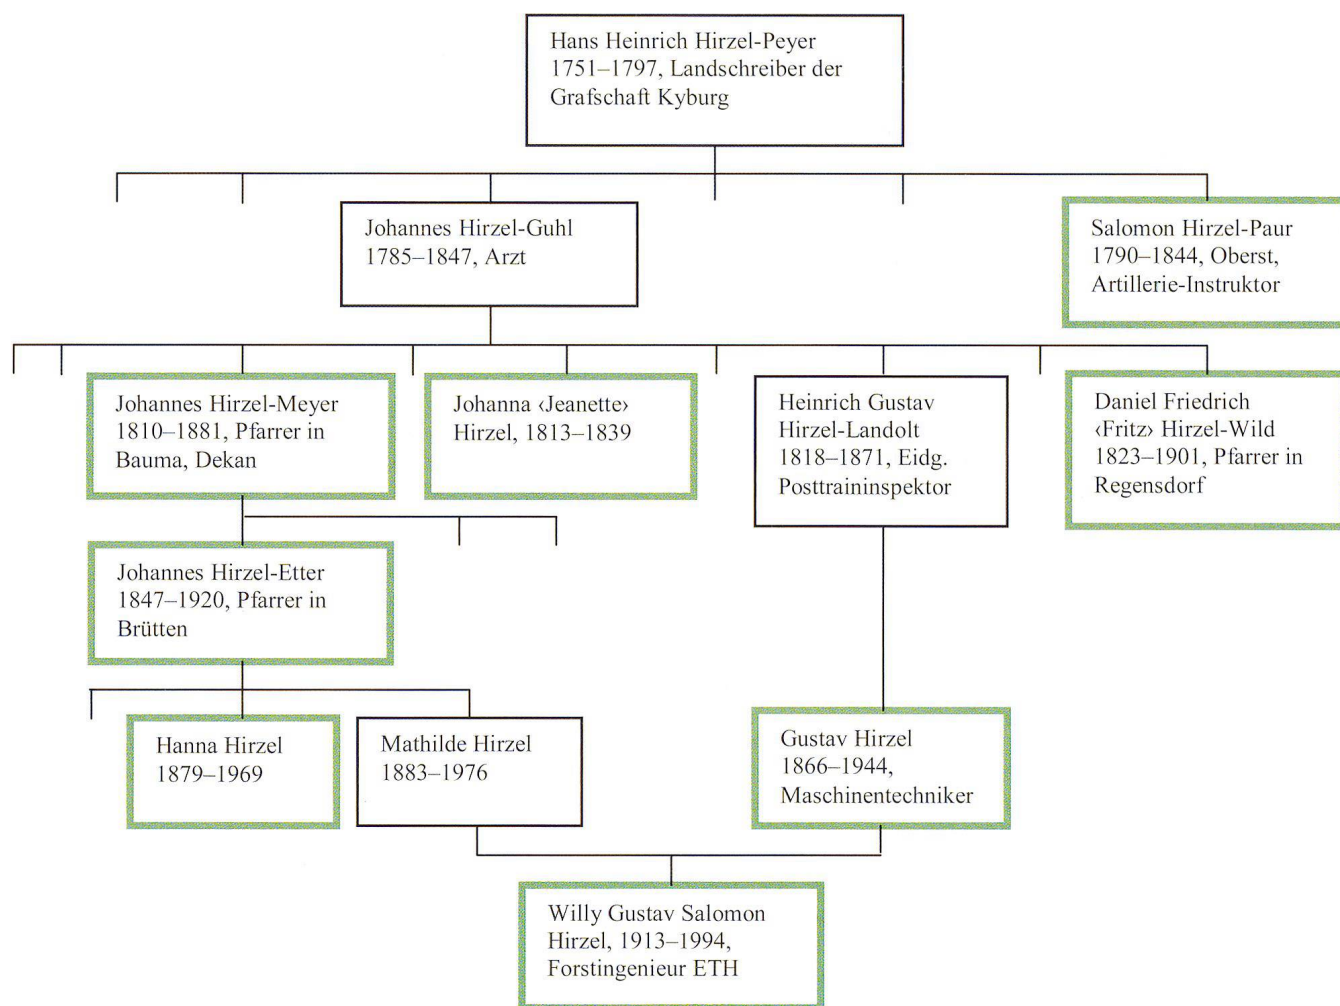 Hans Heinrich Hirzel-Peyer
1751–1797, Landschreiber der
Grafschaft Kyburg
Johannes Hirzel-Guhl
1785–1847, Arzt
Salomon Hirzel-Paur
1790–1844, Oberst,
Artillerie-Instruktor
Johannes Hirzel-Meyer
1810–1881, Pfarrer in
Bauma, Dekan
Johanna ‹Jeanette›
Hirzel, 1813–1839
Heinrich Gustav
Hirzel-Landolt
1818–1871, Eidg.
Posttraininspektor
Daniel Friedrich
‹Fritz› Hirzel-Wild
1823–1901, Pfarrer in
Regensdorf
Johannes Hirzel-Etter
1847–1920, Pfarrer in
Brütten
Hanna Hirzel
1879–1969
Mathilde Hirzel
1883–1976
Gustav Hirzel
1866–1944,
Maschinentechniker
Willy Gustav Salomon
Hirzel, 1913–1994,
Forstingenieur ETH